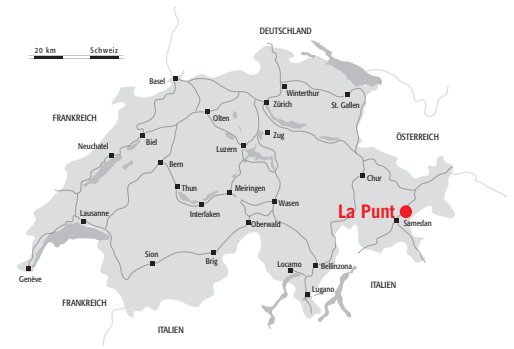 DEUTSCHLAND
20 km Schweiz
Basel
Winterthur
Zürich
St. Gallen
FRANKREICH
Olten
Biel
Zug
ÖSTERREICH
Neuchatel
Luzern
Bern
Chur
Thun
Meiringen
Wasen
Interlaken
La Punt
Lausanne
Oberwald
Samedan
Sion
Brig
Locarno
Bellinzona
Genève
Lugano
ITALIEN
FRANKREICH
ITALIEN